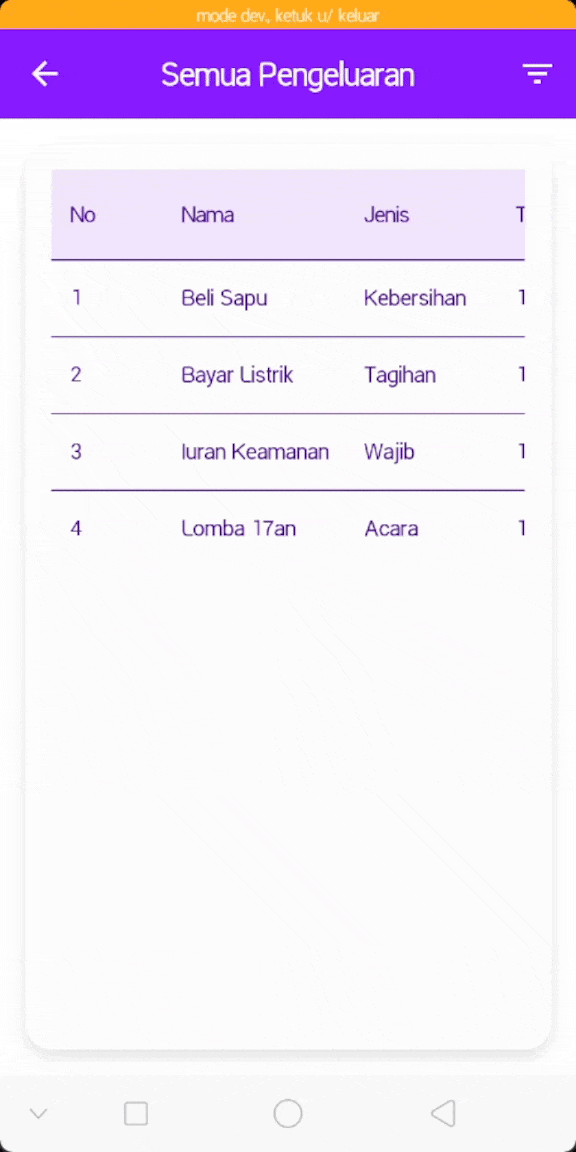 mode dev., ketuk u/ keluar
Semua Pengeluaran
No Nama Jenis T
1 Beli Sapu Kebersihan 1
2 Bayar Listrik Tagihan 1
3 Iuran Keamanan Wajib 1
4 Lomba 17an Acara 1